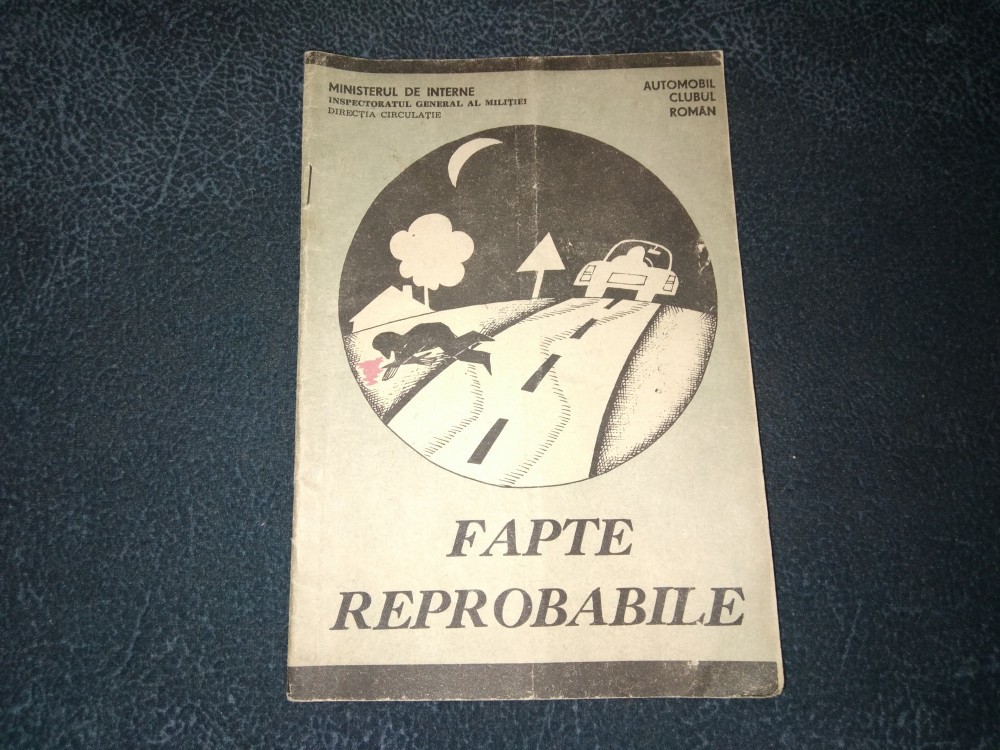 MINISTERUL DE INTERNE
INSPECTORATUL GENERAL AL MILIȚIEI
DIRECȚIA CIRCULAȚIE
AUTOMOBIL
CLUBUL
ROMÂN
FAPTE
REPROBABILE